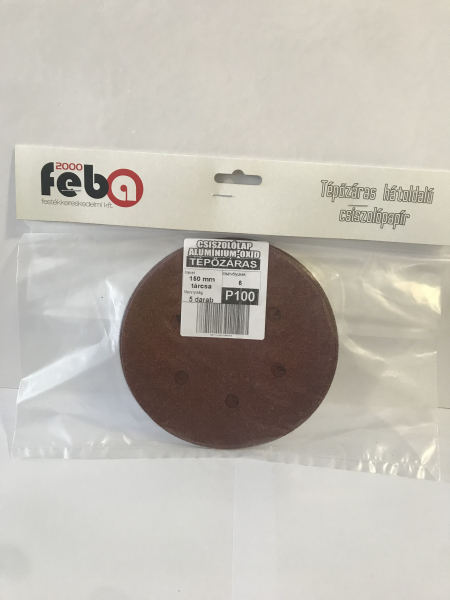 2000
feba
festékkereskedelmi kft.
Tépőzáras hátoldalú
csiszolópapír
CSISZOLÓLAP
ALUMÍNIUM-OXID
TÉPŐZÁRAS
150 mm
tárcsa
8
5 darab
P100